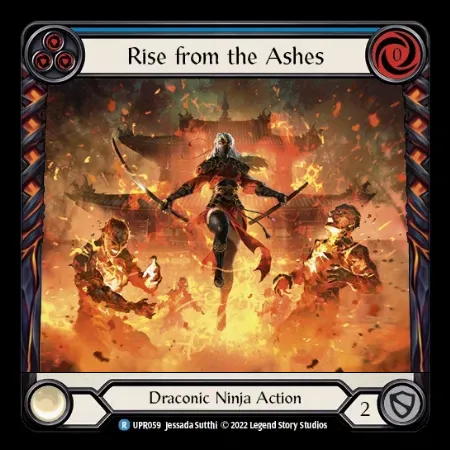 Rise from the Ashes
0
Draconic Ninja Action
2
R UPR059 Jessada Sutthi © 2022 Legend Story Studios